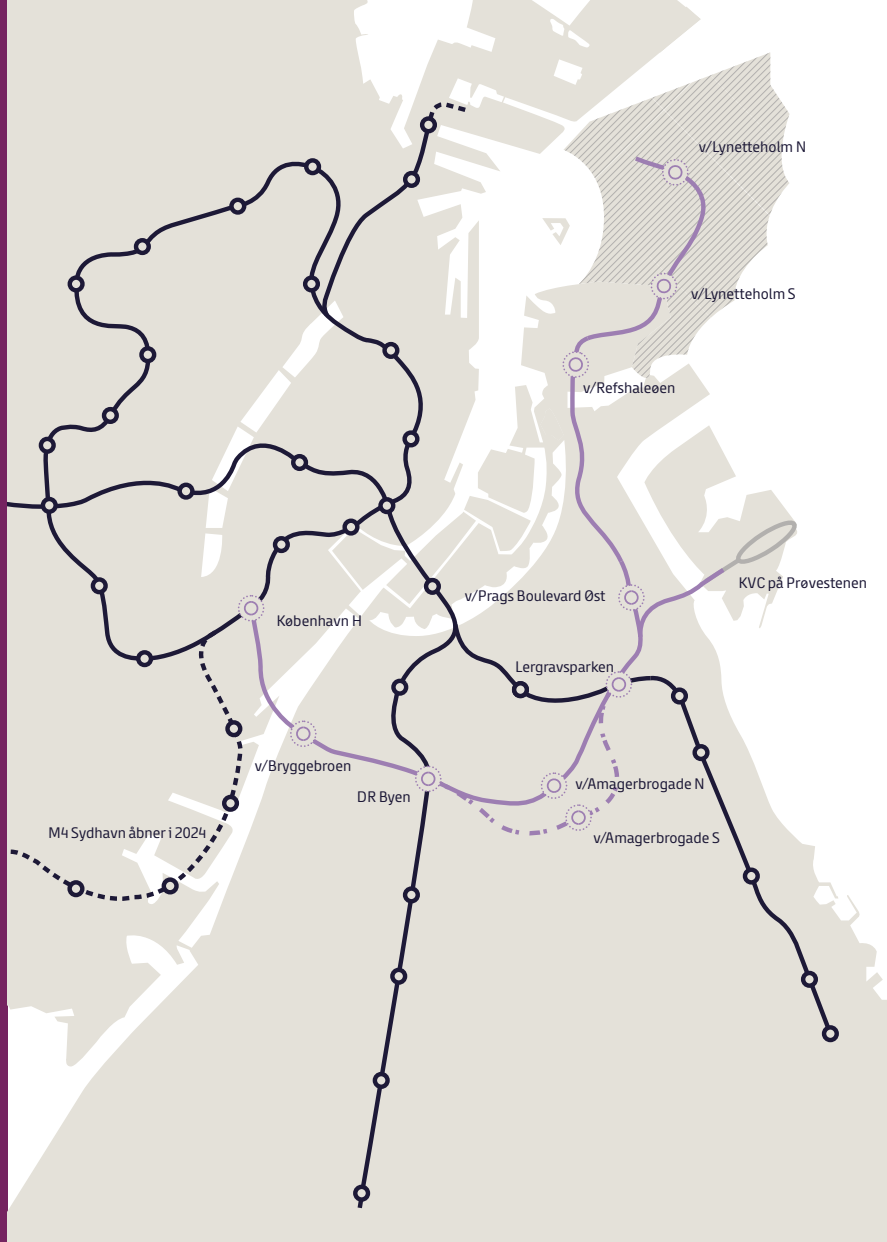 v/Lynetteholm N
v/Lynetteholm S
v/Refshaleøen
KVC på Prøvestenen
v/Prags Boulevard Øst
København H
Lergravsparken
v/Bryggebroen
v/Amagerbrogade N
DR Byen
M4 Sydhavn åbner i 2024
v/Amagerbrogade S